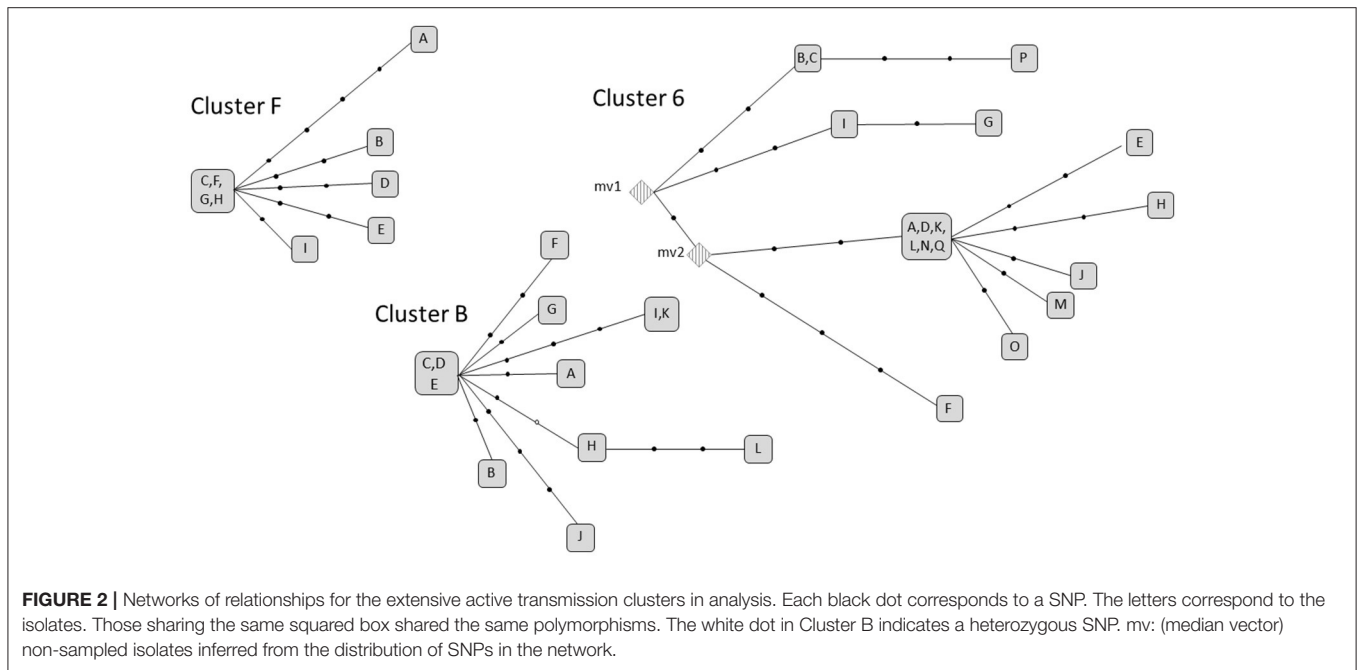 Cluster F
A
B
C,F,
G,H
D
E
I
Cluster 6
B,C
P
I
G
mv1
E
H
A,D,K,
L,N,Q
mv2
J
M
O
F
Cluster B
F
G
I,K
C,D
E
A
H
L
B
J
FIGURE 2 | Networks of relationships for the extensive active transmission clusters in analysis. Each black dot corresponds to a SNP. The letters correspond to the
isolates. Those sharing the same squared box shared the same polymorphisms. The white dot in Cluster B indicates a heterozygous SNP. mv: (median vector)
non-sampled isolates inferred from the distribution of SNPs in the network.